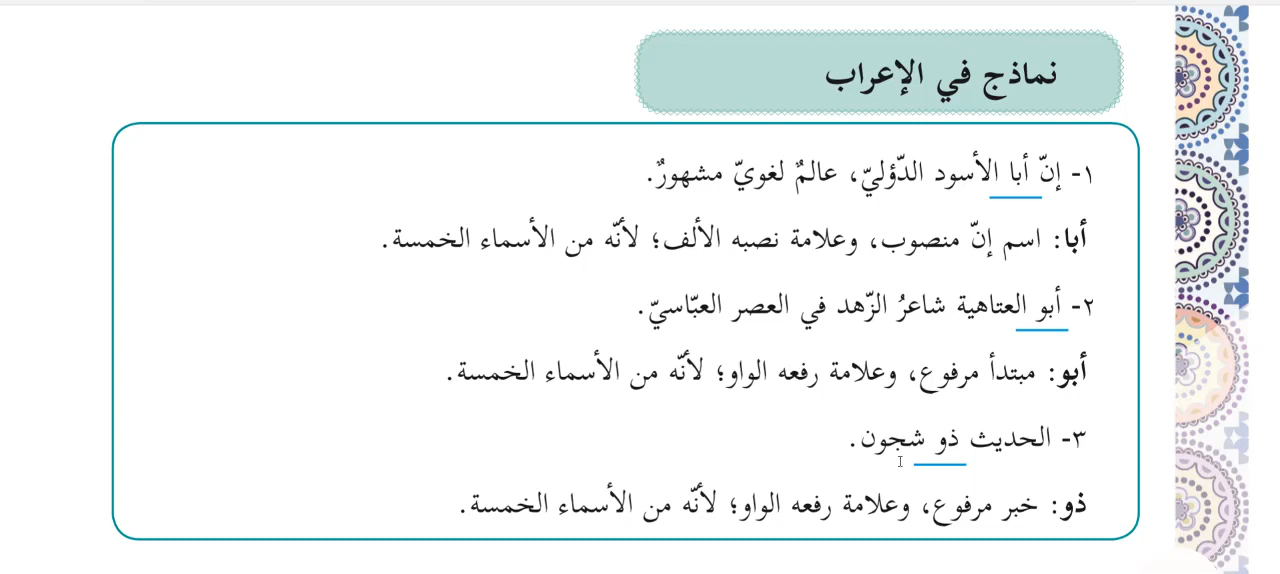 نماذج في الإعراب
١- إنّ أبا الأسود الدّؤليّ، عالمٌ لغويّ مشهورٌ.
أبا: اسم إنّ منصوب، وعلامة نصبه الألف؛ لأنّه من الأسماء الخمسة.
٢- أبو العتاهية شاعرُ الزّهد في العصر العبّاسيّ.
أبو: مبتدأ مرفوع، وعلامة رفعه الواو؛ لأنّه من الأسماء الخمسة.
٣- الحديث ذو شجون.
ذو: خبر مرفوع، وعلامة رفعه الواو؛ لأنّه من الأسماء الخمسة.